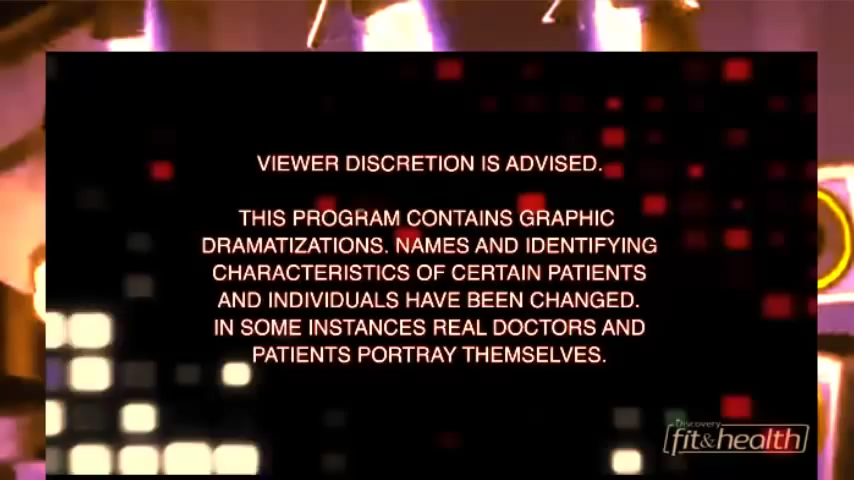 VIEWER DISCRETION IS ADVISED.
THIS PROGRAM CONTAINS GRAPHIC
DRAMATIZATIONS. NAMES AND IDENTIFYING
CHARACTERISTICS OF CERTAIN PATIENTS
AND INDIVIDUALS HAVE BEEN CHANGED.
IN SOME INSTANCES REAL DOCTORS AND
PATIENTS PORTRAY THEMSELVES.
Discovery
fit&health